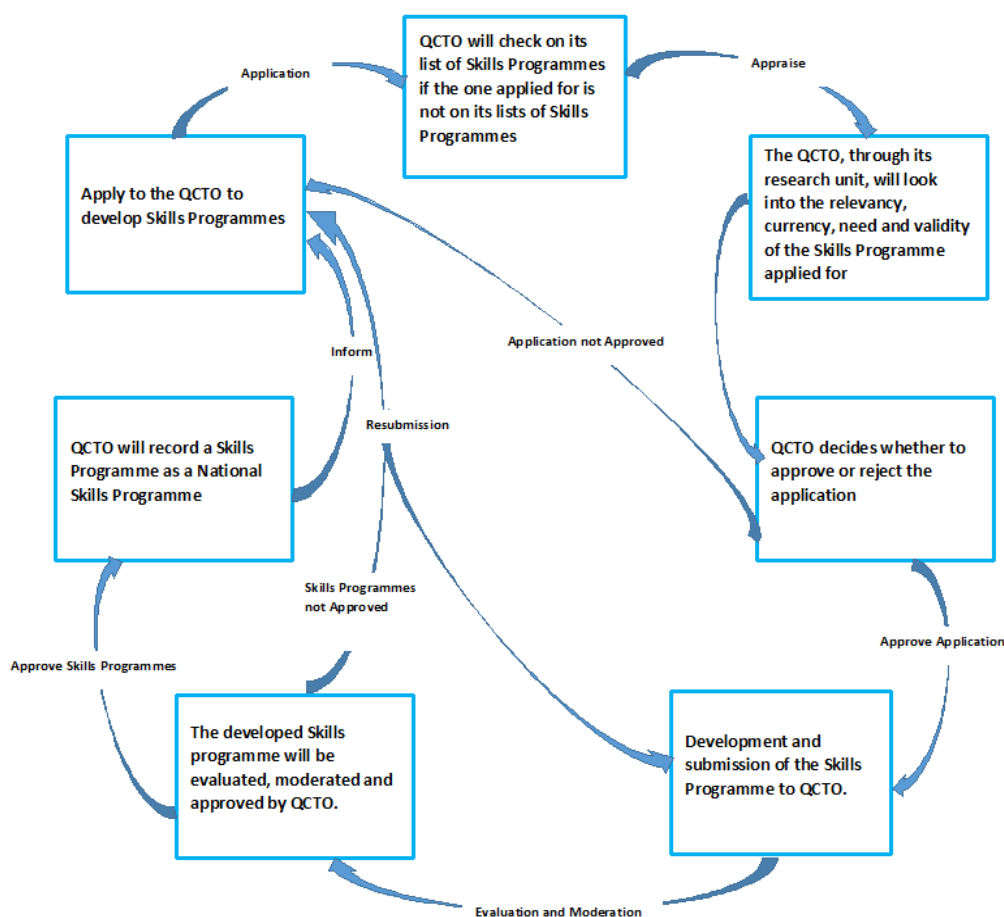 QCTO will check on its
list of Skills Programmes
if the one applied for is
not on its lists of Skills
Programmes
Application
Appraise
Apply to the QCTO to
develop Skills Programmes
The QCTO, through its
research unit, will look
into the relevancy,
currency, need and validity
of the Skills Programme
applied for
Application not Approved
Inform
Resubmission
QCTO will record a Skills
Programme as a National
Skills Programme
QCTO decides whether to
approve or reject the
application
Skills Programmes
not Approved
Approve Application
Approve Skills Programmes
The developed Skills
programme will be
evaluated, moderated and
approved by QCTO.
Development and
submission of the Skills
Programme to QCTO.
Evaluation and Moderation